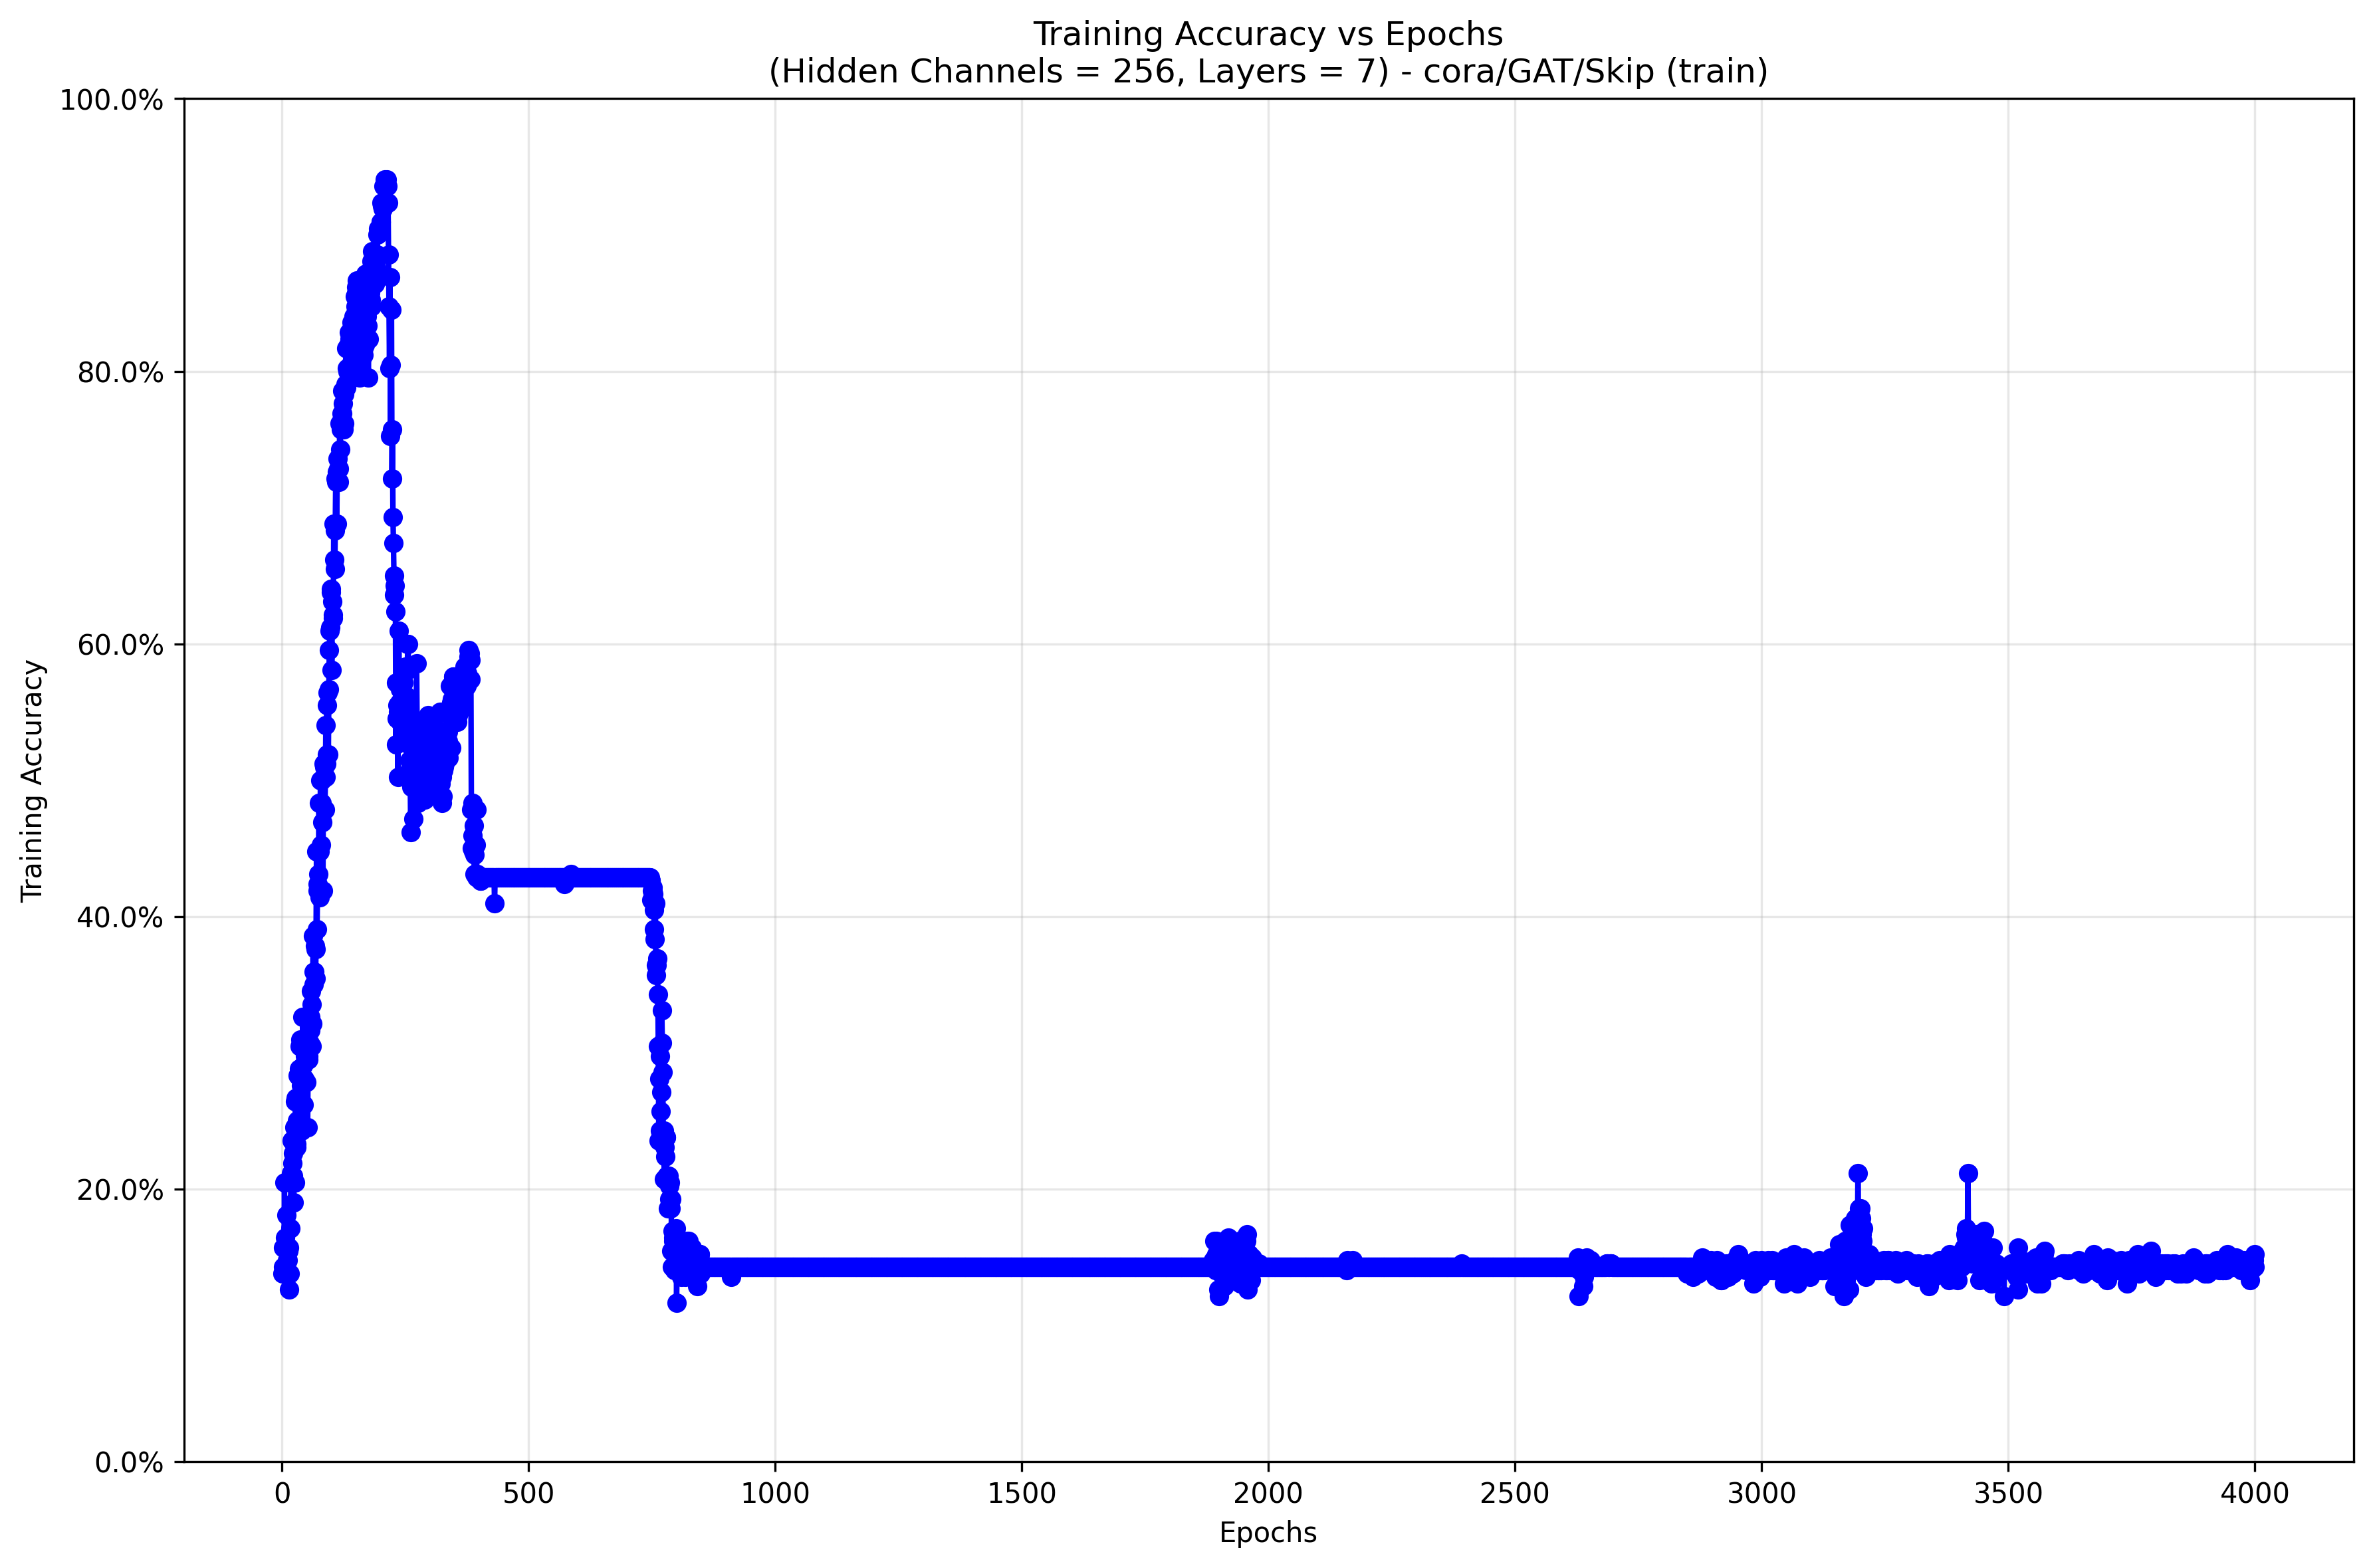 Training Accuracy vs Epochs
(Hidden Channels = 256, Layers = 7) - cora/GAT/Skip (train)
100.0%
80.0%
60.0%
40.0%
20.0%
0.0%
Training Accuracy
0 500 1000 1500 2000 2500 3000 3500 4000
Epochs